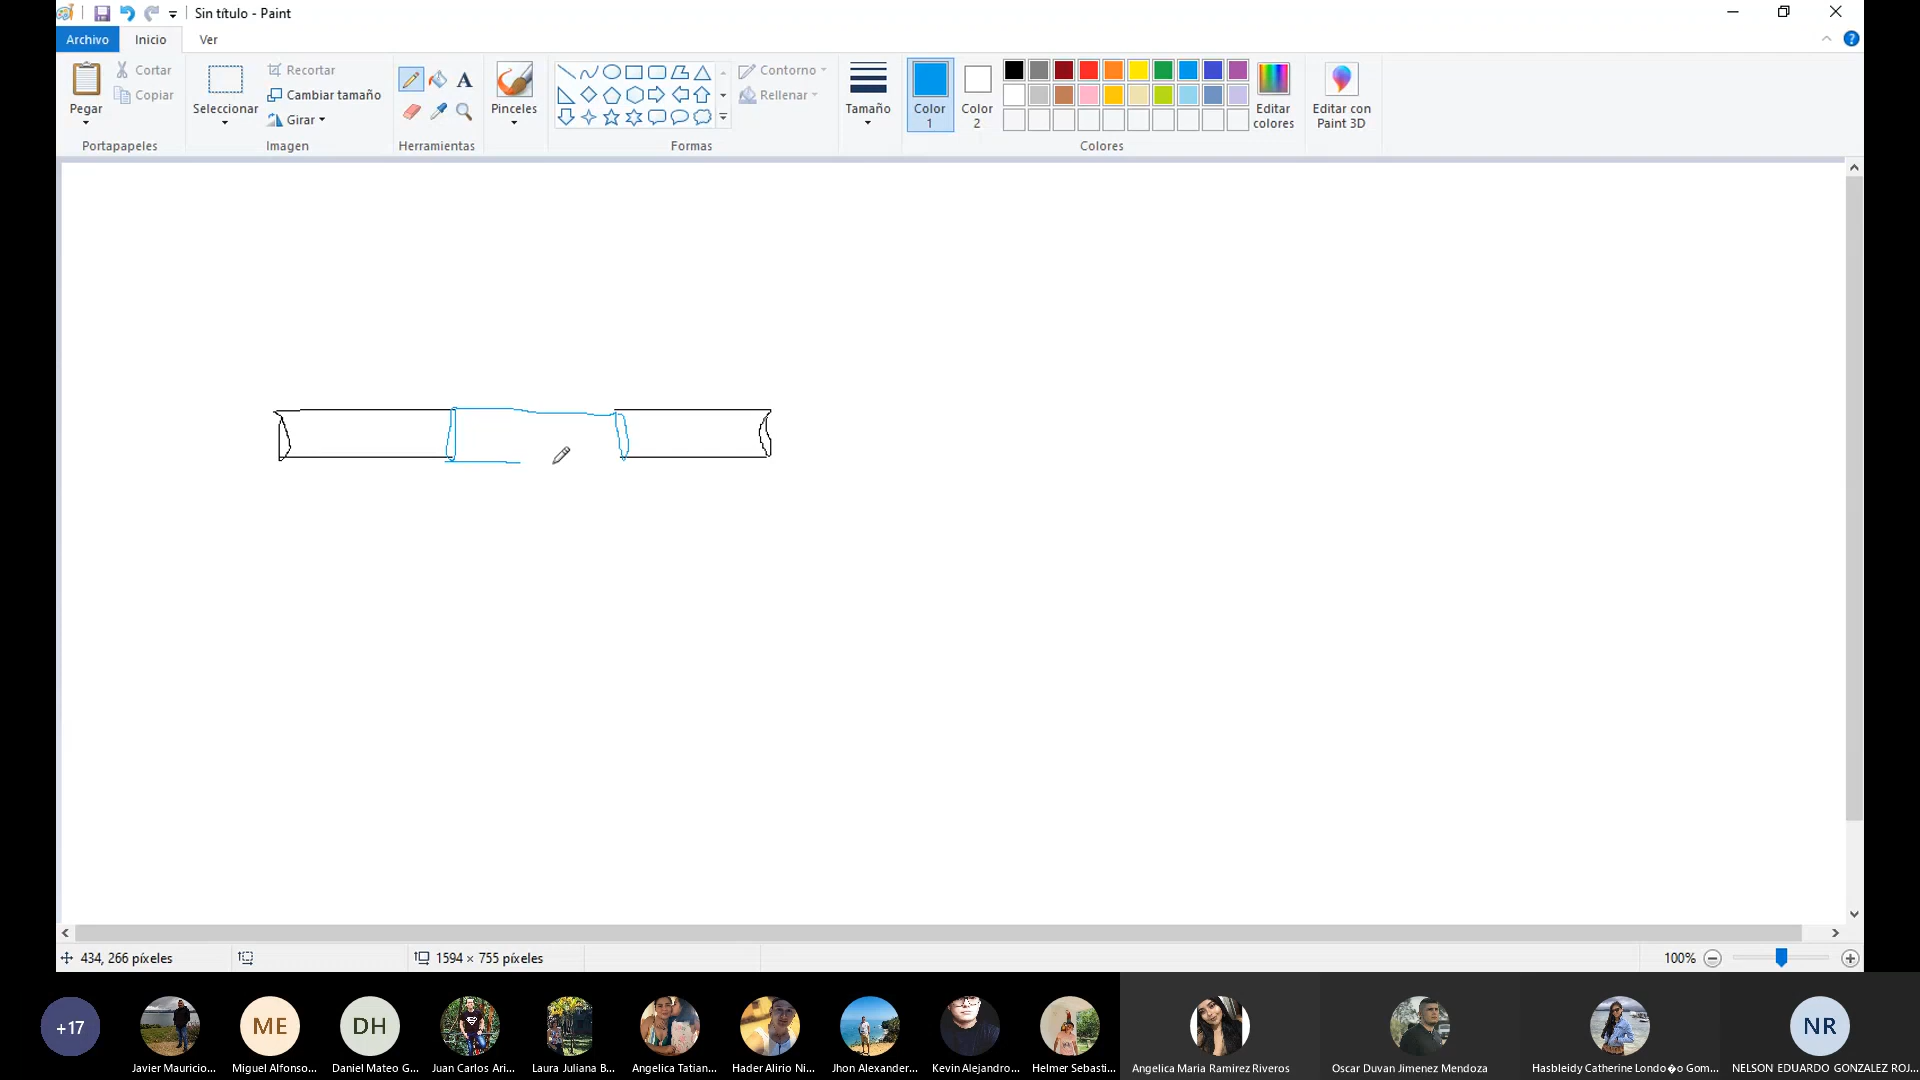 Sin título - Paint
Archivo
Inicio
Ver
Pegar
Cortar
Copiar
Portapapeles
Seleccionar
Recortar
Cambiar tamaño
Girar
Imagen
A
Herramientas
Pinceles
Formas
Contorno
Rellenar
Tamaño
Color
1
Color
2
Editar
colores
Colores
Editar con
Paint 3D
?
434, 266 píxeles
1594 × 755 píxeles
100%
+17
ME
DH
NR
Javier Mauricio...
Miguel Alfonso...
Daniel Mateo G...
Juan Carlos Ari...
Laura Juliana B...
Angelica Tatian...
Hader Alirio Ni...
Jhon Alexander...
Kevin Alejandro...
Helmer Sebasti...
Angelica Maria Ramirez Riveros
Oscar Duvan Jimenez Mendoza
Hasbleidy Catherine Londo�o Gom...
NELSON EDUARDO GONZALEZ ROJ...